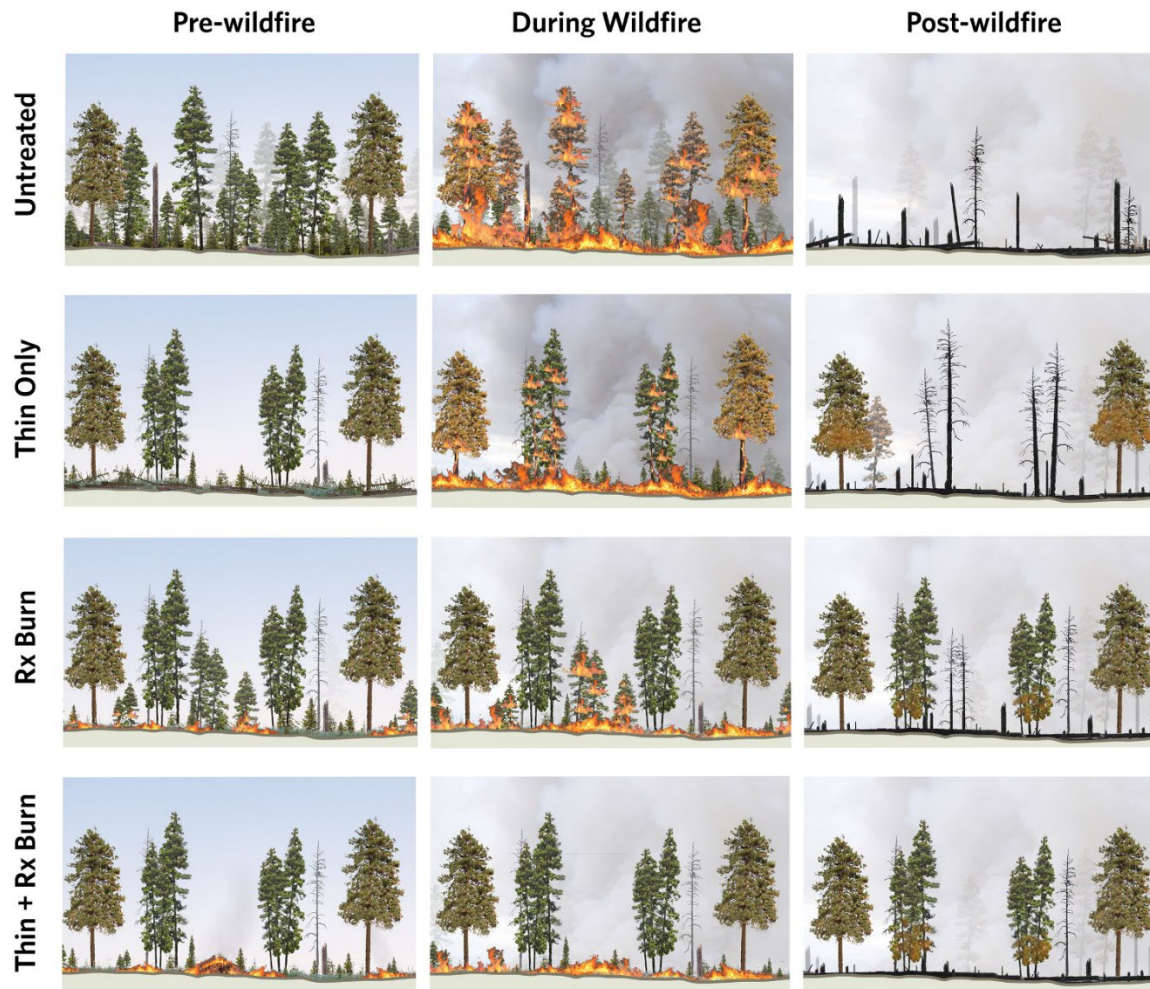 Pre-wildfire
During Wildfire
Post-wildfire
Untreated
Thin Only
Rx Burn
Thin + Rx Burn